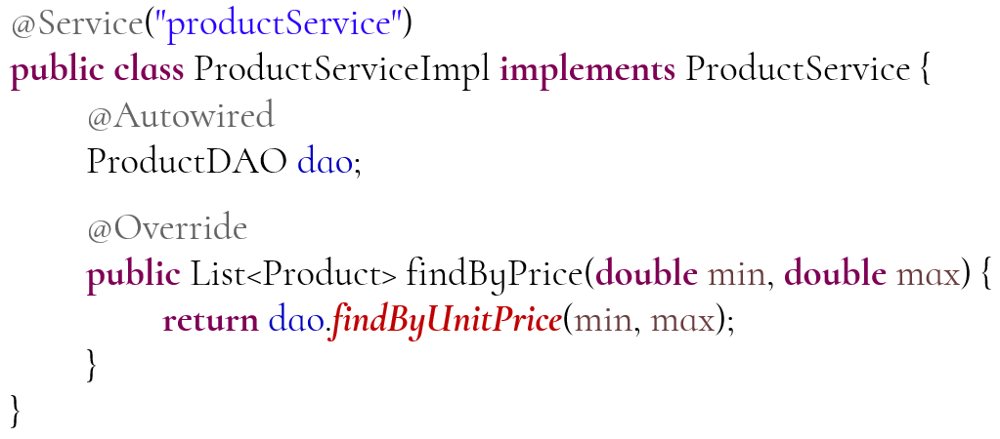 @Service("productService")
public class ProductServiceImpl implements ProductService {
@Autowired
ProductDAO dao;
@Override
public List<Product> findByPrice(double min, double max) {
return dao.findByUnitPrice(min, max);
}
}